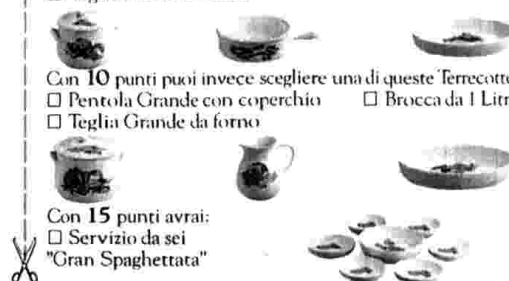 Con 10 punti puoi invece scegliere una di queste Terrecotte
☐ Pentola Grande con coperchio ☐ Brocca da 1 Litr
☐ Teglia Grande da forno
Con 15 punti avrai:
☐ Servizio da sei
"Gran Spaghettata"